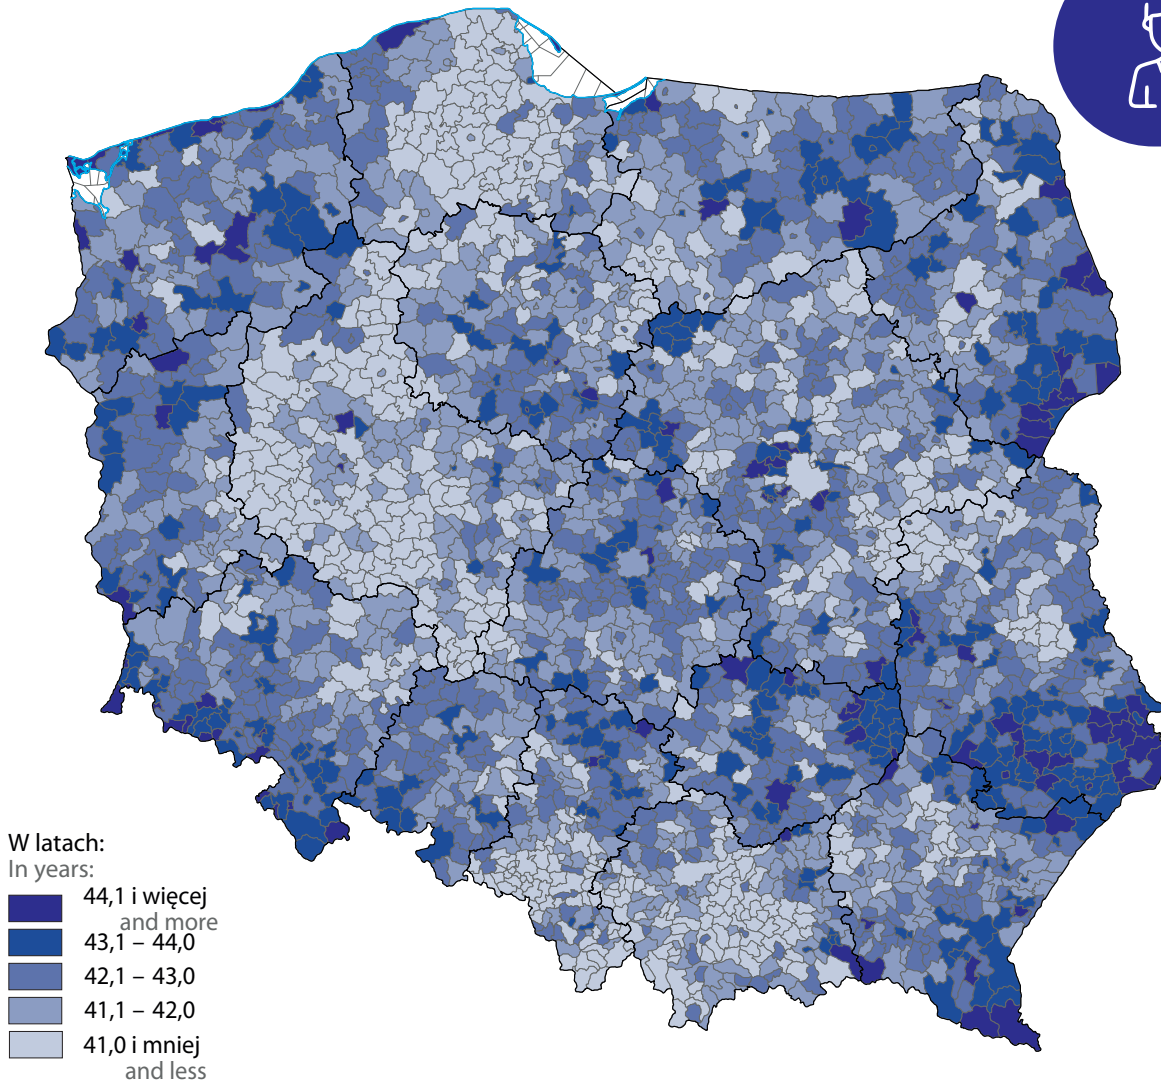 W latach:
In years:
44,1 i więcej
and more
43,1 – 44,0
42,1 – 43,0
41,1 – 42,0
41,0 i mniej
and less